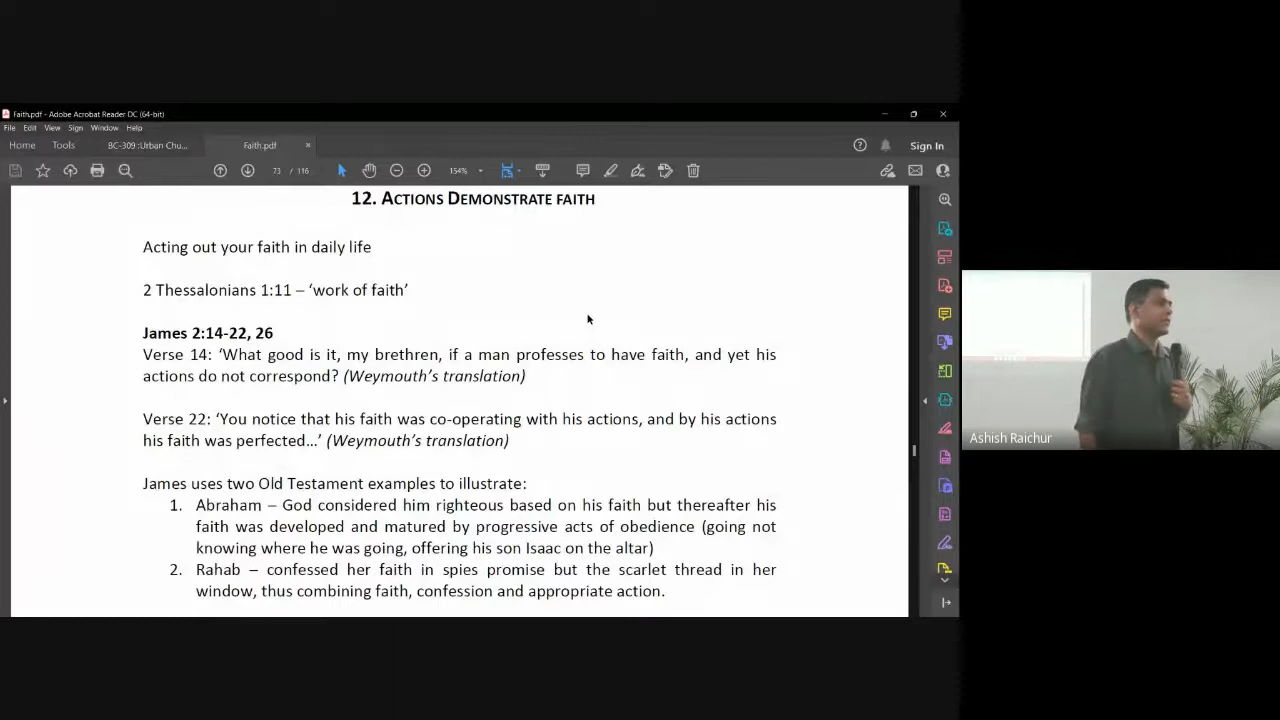 Faith.pdf - Adobe Acrobat Reader DC (64-bit)
File Edit View Sign Window Help
Home Tools BC-309 :Urban Chu... Faith.pdf × Sign In
73 / 116 154%
12. ACTIONS DEMONSTRATE FAITH
Acting out your faith in daily life
2 Thessalonians 1:11 – ‘work of faith’
James 2:14-22, 26
Verse 14: ‘What good is it, my brethren, if a man professes to have faith, and yet his
actions do not correspond? (Weymouth’s translation)
Verse 22: ‘You notice that his faith was co-operating with his actions, and by his actions
his faith was perfected…’ (Weymouth’s translation)
James uses two Old Testament examples to illustrate:
1. Abraham – God considered him righteous based on his faith but thereafter his
faith was developed and matured by progressive acts of obedience (going not
knowing where he was going, offering his son Isaac on the altar)
2. Rahab – confessed her faith in spies promise but the scarlet thread in her
window, thus combining faith, confession and appropriate action.
Ashish Raichur